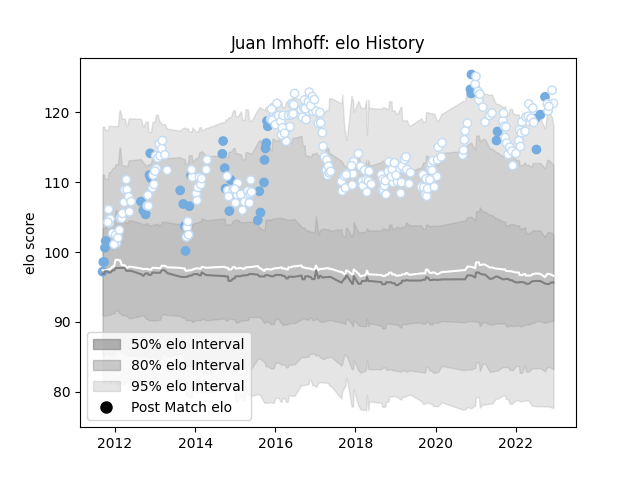 Juan Imhoff: elo History
elo score
120
110
100
90
80
50% elo Interval
80% elo Interval
95% elo Interval
Post Match elo
2012 2014 2016 2018 2020 2022